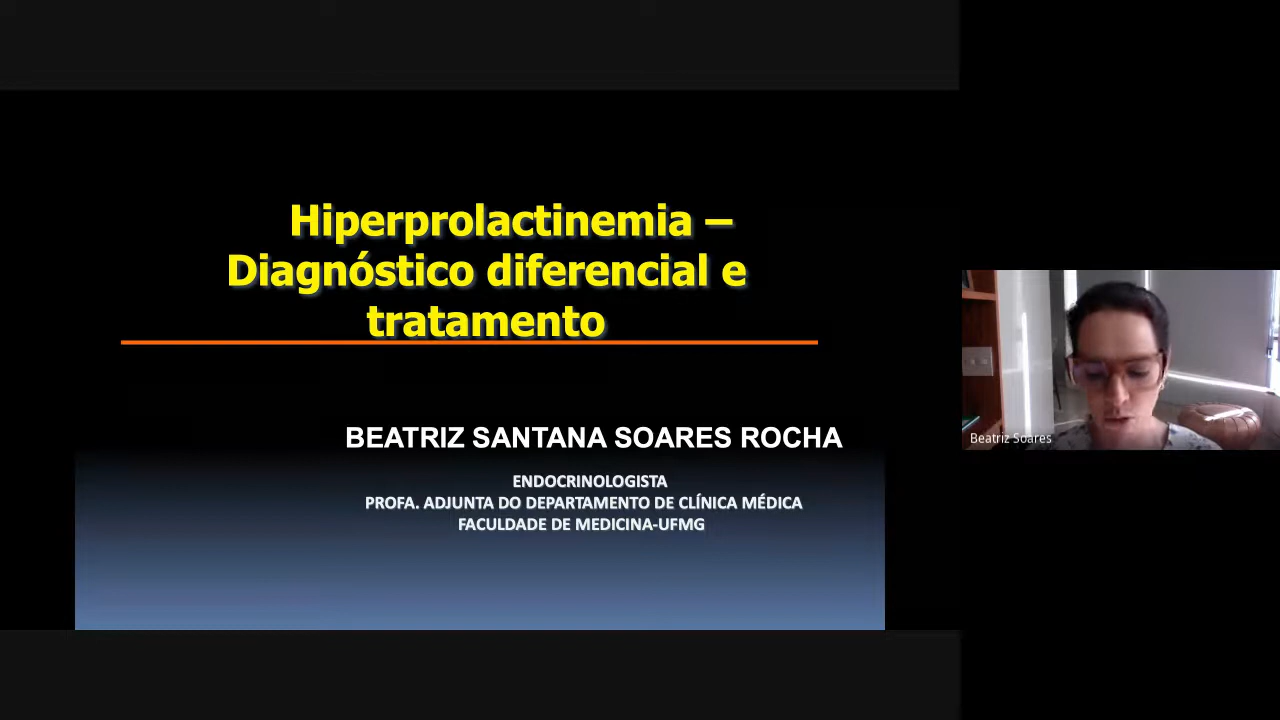 Hiperprolactinemia –
Diagnóstico diferencial e
tratamento
BEATRIZ SANTANA SOARES ROCHA
ENDOCRINOLOGISTA
PROFA. ADJUNTA DO DEPARTAMENTO DE CLÍNICA MÉDICA
FACULDADE DE MEDICINA-UFMG
Beatriz Soares